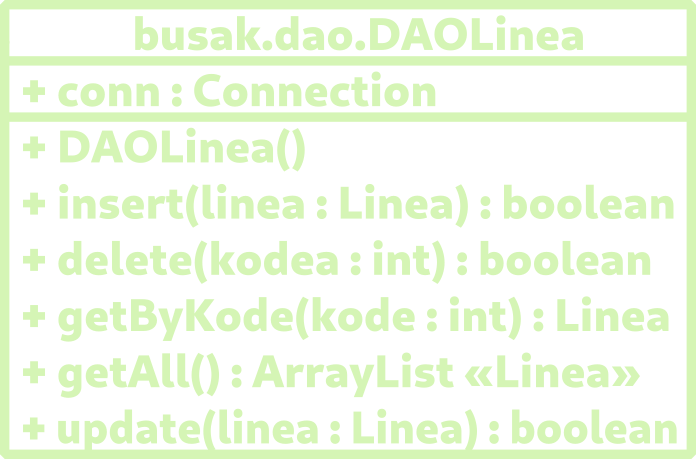 busak.dao.DAOLinea
+ conn : Connection
+ DAOLinea()
+ insert(linea : Linea) : boolean
+ delete(kodea : int) : boolean
+ getByKode(kode : int) : Linea
+ getAll() : ArrayList «Linea»
+ update(linea : Linea) : boolean